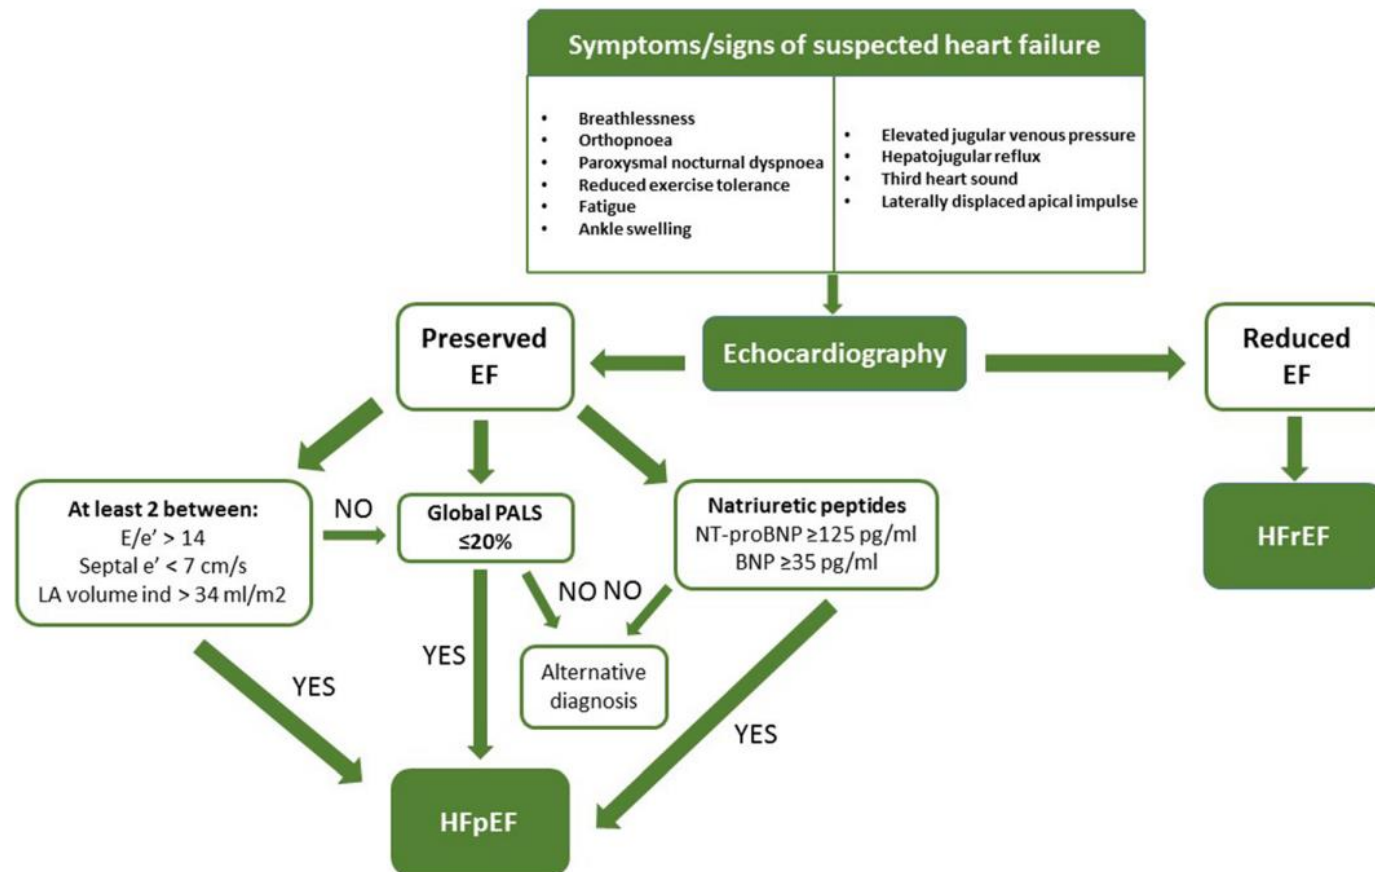 Symptoms/signs of suspected heart failure
• Breathlessness
• Orthopnoea
• Paroxysmal nocturnal dyspnoea
• Reduced exercise tolerance
• Fatigue
• Ankle swelling
• Elevated jugular venous pressure
• Hepatojugular reflux
• Third heart sound
• Laterally displaced apical impulse
Preserved
EF
Echocardiography
Reduced
EF
At least 2 between:
E/e’ > 14
Septal e’ < 7 cm/s
LA volume ind > 34 ml/m2
NO
Global PALS
≤20%
Natriuretic peptides
NT-proBNP ≥125 pg/ml
BNP ≥35 pg/ml
HFrEF
NO NO
YES
YES
Alternative
diagnosis
YES
HFpEF